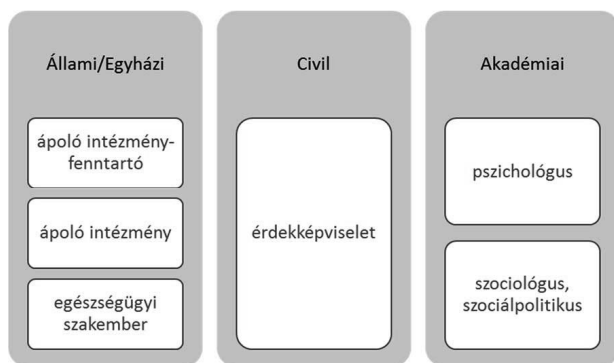 Állami/Egyházi
ápoló intézmény-
fenntartó
ápoló intézmény
egészségügyi
szakember
Civil
érdekképviselet
Akadémiai
pszichológus
szociológus,
szociálpolitikus